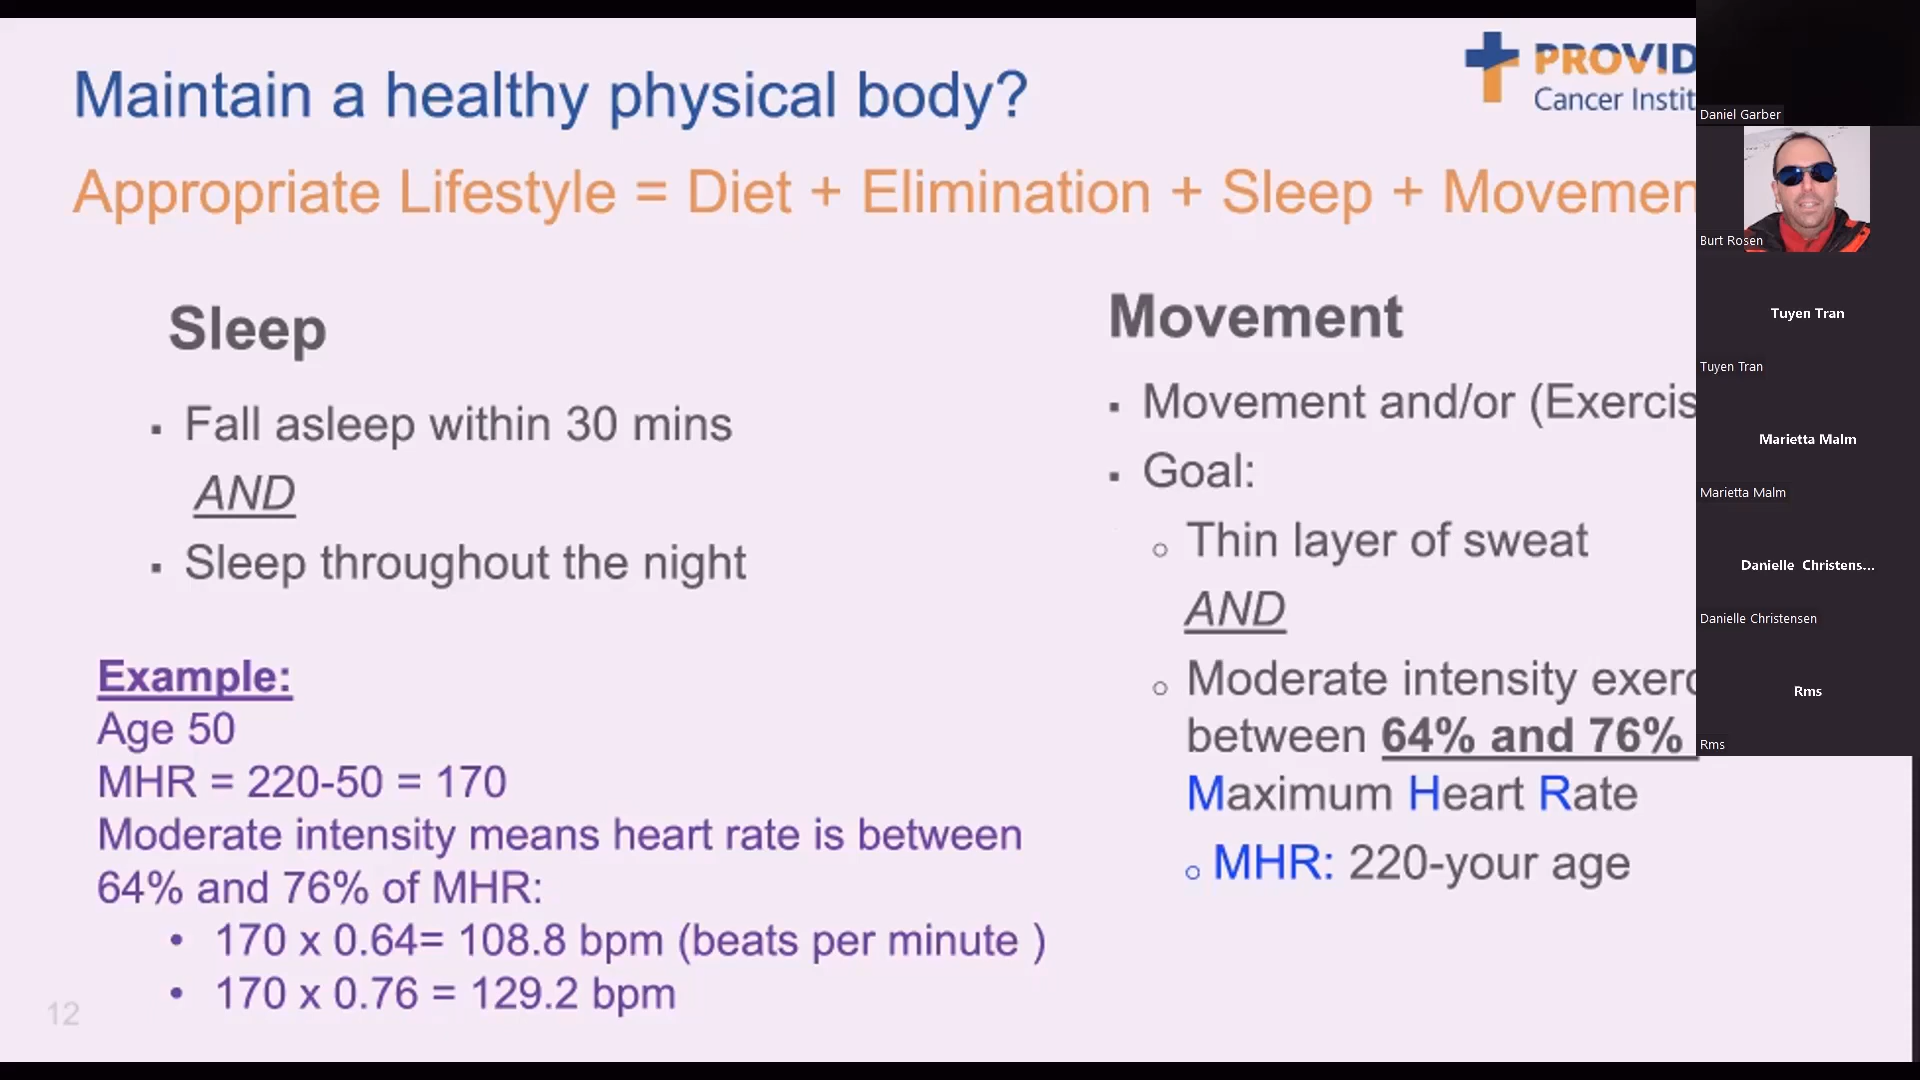 Maintain a healthy physical body?
PROVID
Cancer Instit
Appropriate Lifestyle = Diet + Elimination + Sleep + Movemen
Sleep
▪ Fall asleep within 30 mins
AND
▪ Sleep throughout the night
Example:
Age 50
MHR = 220-50 = 170
Moderate intensity means heart rate is between
64% and 76% of MHR:
• 170 x 0.64= 108.8 bpm (beats per minute )
• 170 x 0.76 = 129.2 bpm
12
Movement
▪ Movement and/or (Exercis
▪ Goal:
o Thin layer of sweat
AND
o Moderate intensity exerc
between 64% and 76%
Maximum Heart Rate
o MHR: 220-your age
Daniel Garber
Burt Rosen
Tuyen Tran
Tuyen Tran
Marietta Malm
Marietta Malm
Danielle Christens...
Danielle Christensen
Rms
Rms